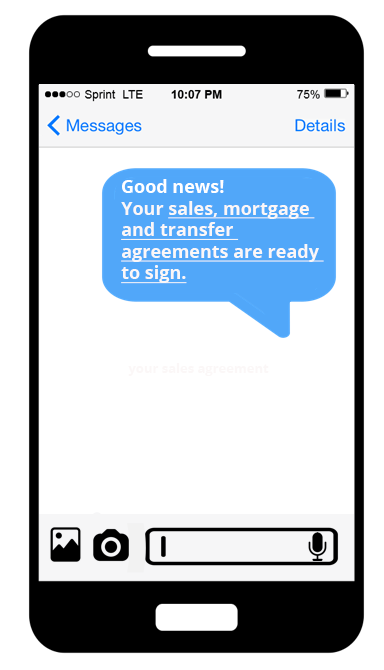 Sprint LTE 10:07 PM 75%
Messages Details
Good news!
Your sales, mortgage
and transfer
agreements are ready
to sign.
your sales agreement